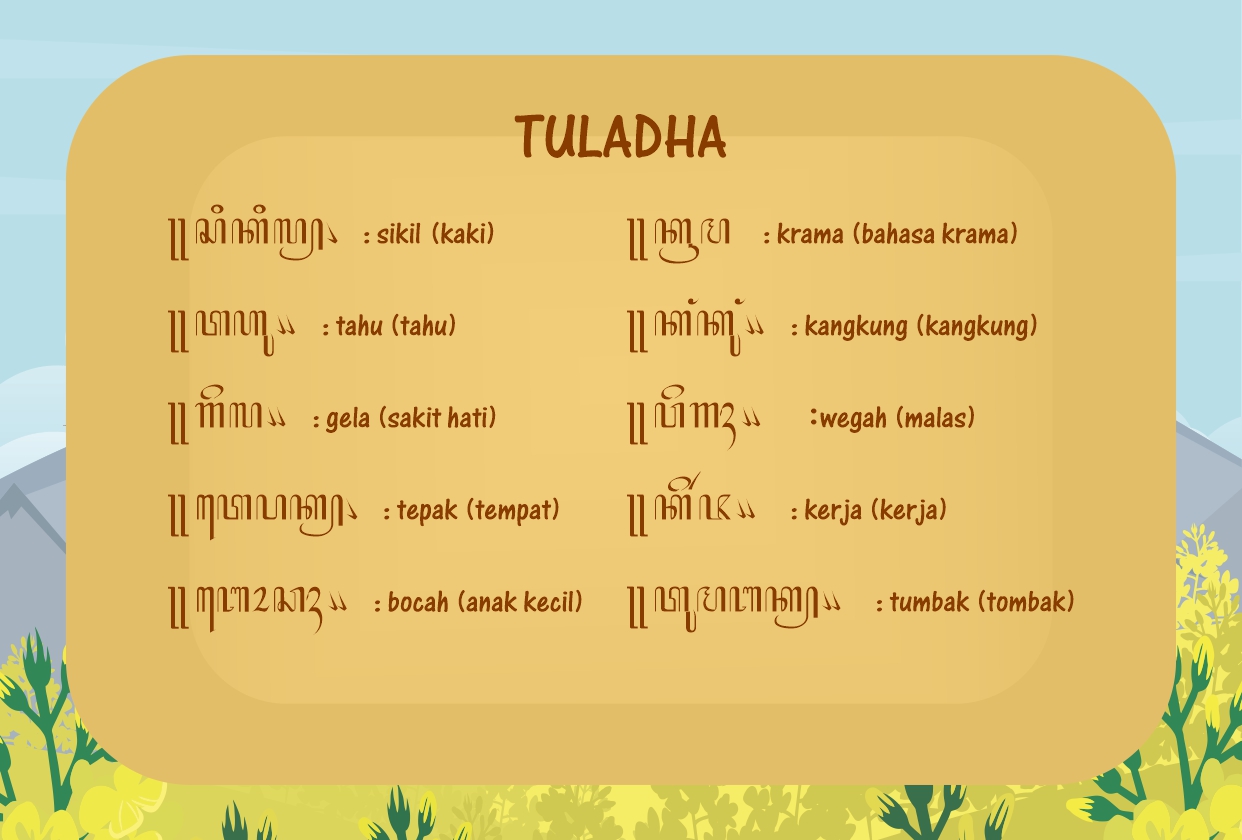 TULADHA
꧋ꦱꦶꦏꦶꦭ꧀꧈ : sikil (kaki)
꧋ꦠꦲꦸ꧉ : tahu (tahu)
꧋ꦒꦼꦭ꧉ : gela (sakit hati)
꧋ꦠꦺꦥꦏ꧀꧈ : tepak (tempat)
꧋ꦧꦺꦴꦕꦃ꧉ : bocah (anak kecil)
꧋ꦏꦿꦩ : krama (bahasa krama)
꧋ꦏꦁꦏꦸꦁ꧉ : kangkung (kangkung)
꧋ꦮꦼꦒꦃ꧉ :wegah (malas)
꧋ꦏꦼꦂꦗ꧉ : kerja (kerja)
꧋ꦠꦸꦩꦧꦏ꧀꧉ : tumbak (tombak)